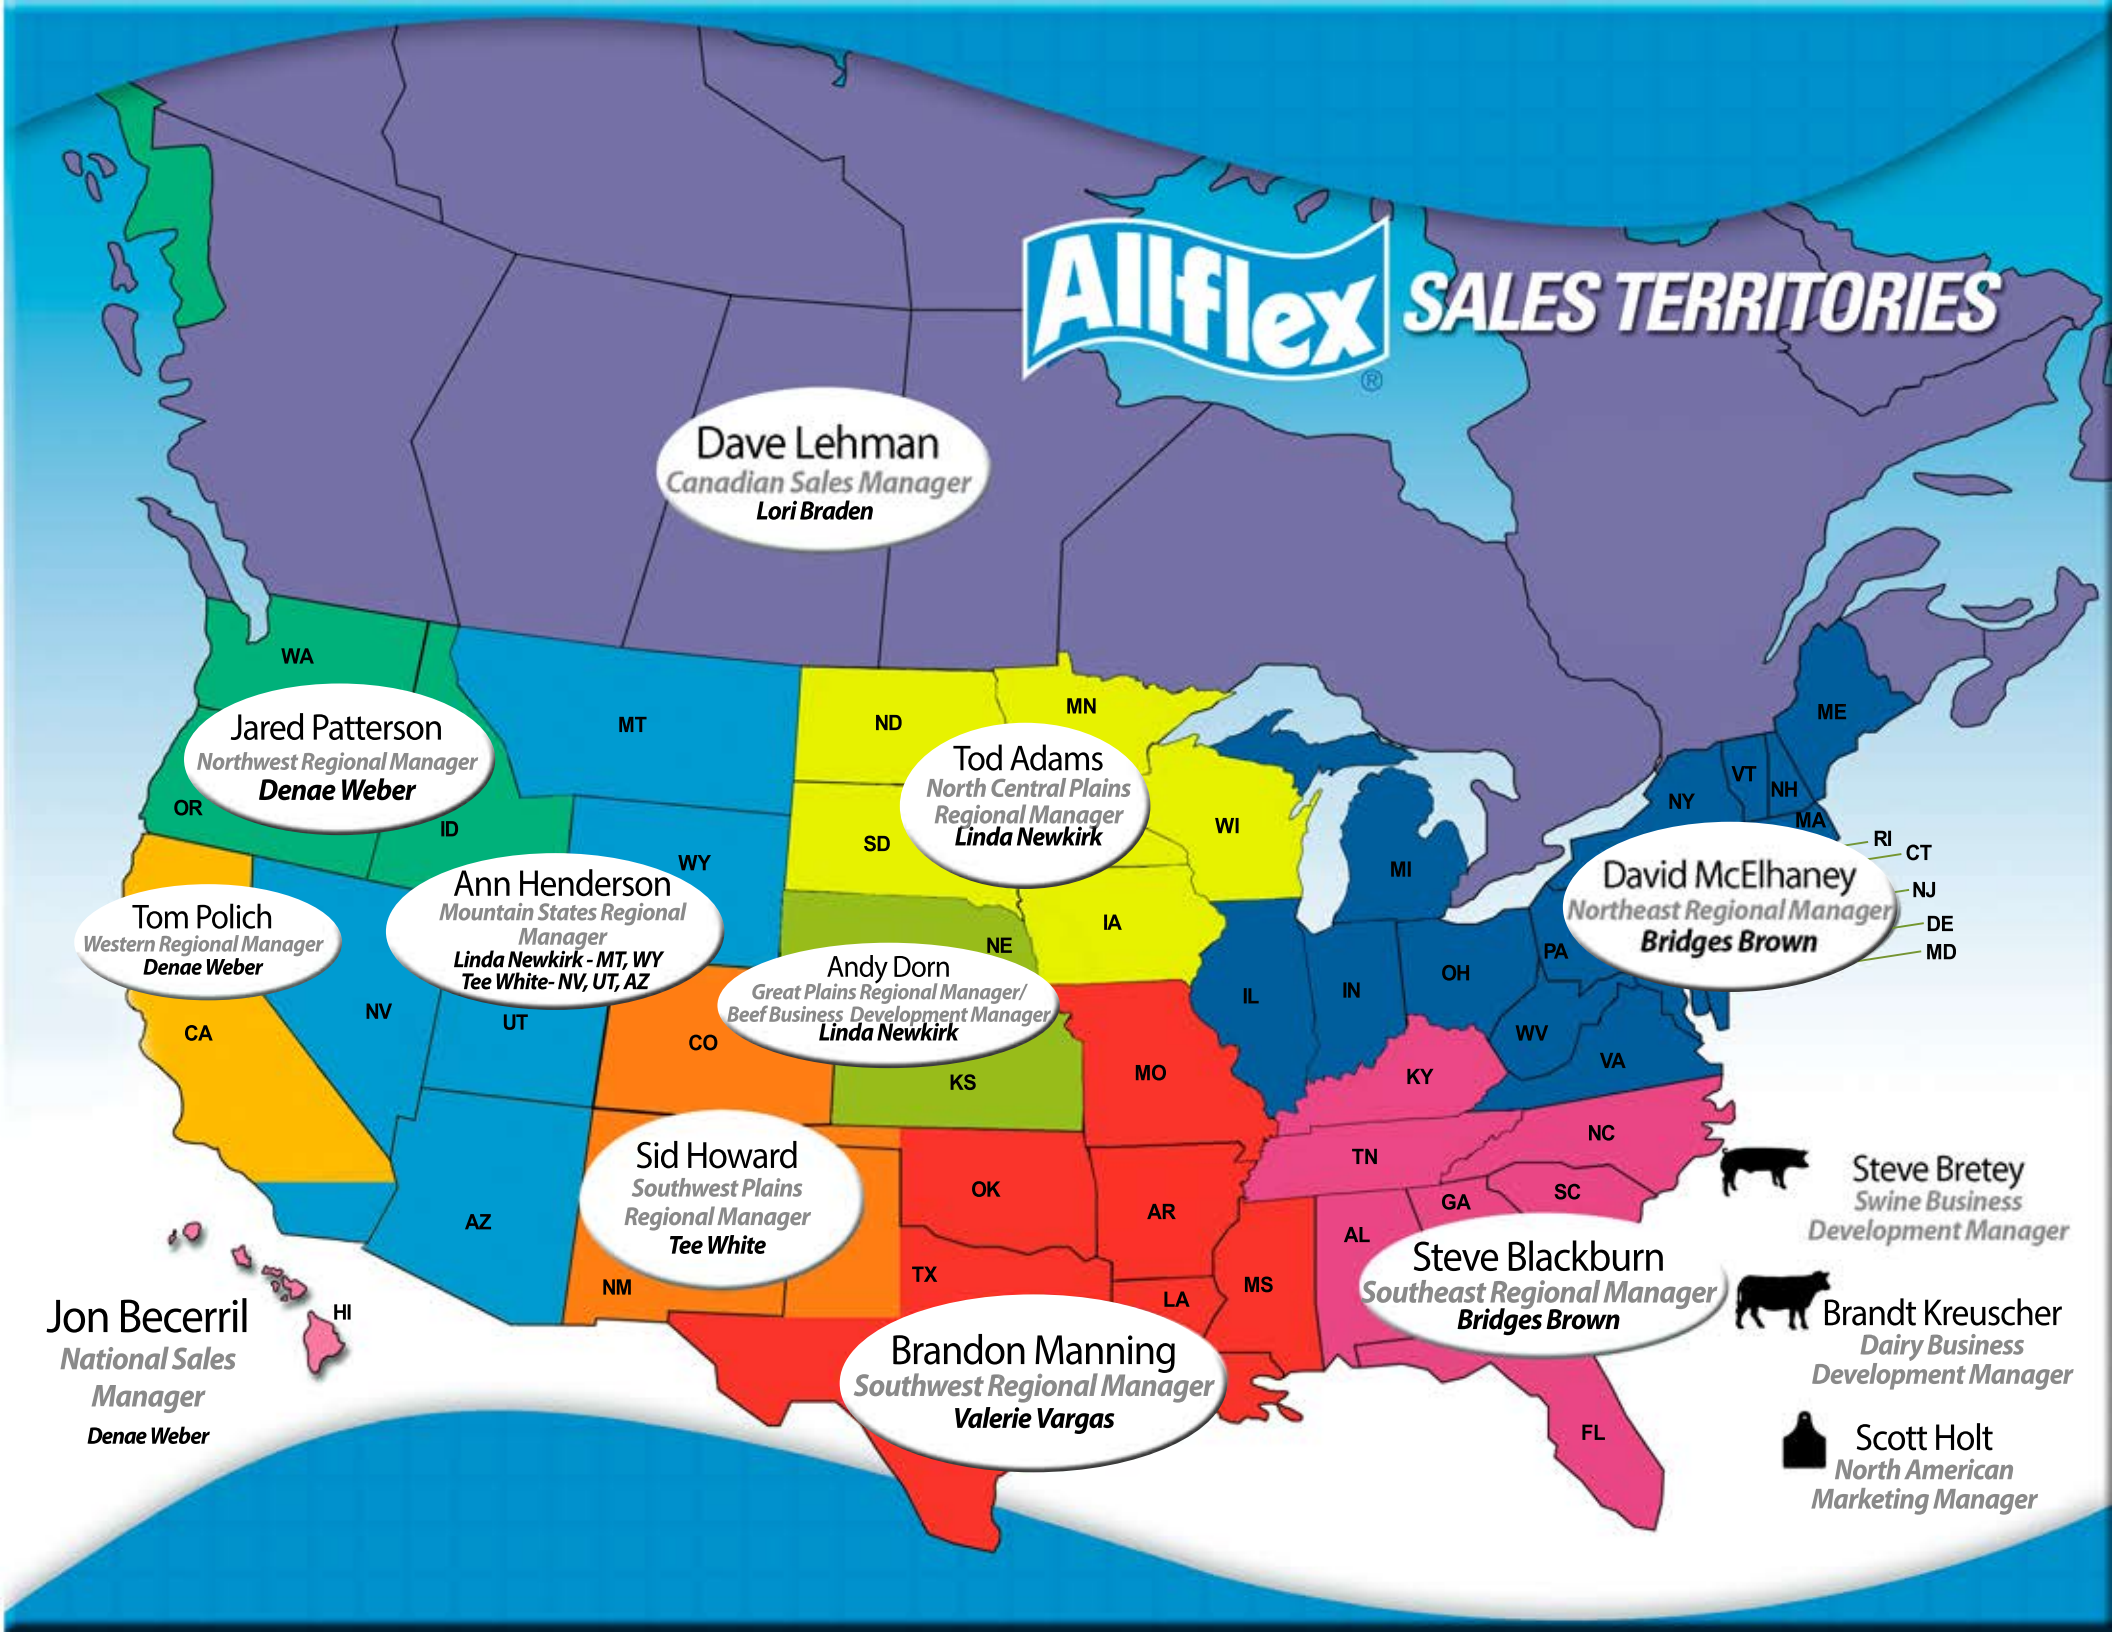 Allflex
®
SALES TERRITORIES
Dave Lehman
Canadian Sales Manager
Lori Braden
WA
Jared Patterson
Northwest Regional Manager
Denae Weber
OR
ID
MT
WY
ND
MN
SD
WI
IA
Tod Adams
North Central Plains
Regional Manager
Linda Newkirk
MI
ME
VT
NH
NY
MA
RI
CT
NJ
DE
MD
David McElhaney
Northeast Regional Manager
Bridges Brown
PA
OH
IN
IL
WV
VA
Tom Polich
Western Regional Manager
Denae Weber
CA
Ann Henderson
Mountain States Regional
Manager
Linda Newkirk - MT, WY
Tee White- NV, UT, AZ
NV
UT
AZ
NE
Andy Dorn
Great Plains Regional Manager/
Beef Business Development Manager
Linda Newkirk
KS
CO
Sid Howard
Southwest Plains
Regional Manager
Tee White
NM
MO
OK
AR
TX
LA
MS
Brandon Manning
Southwest Regional Manager
Valerie Vargas
KY
TN
NC
SC
GA
AL
Steve Blackburn
Southeast Regional Manager
Bridges Brown
FL
HI
Jon Becerril
National Sales
Manager
Denae Weber
Steve Bretey
Swine Business
Development Manager
Brandt Kreuscher
Dairy Business
Development Manager
Scott Holt
North American
Marketing Manager